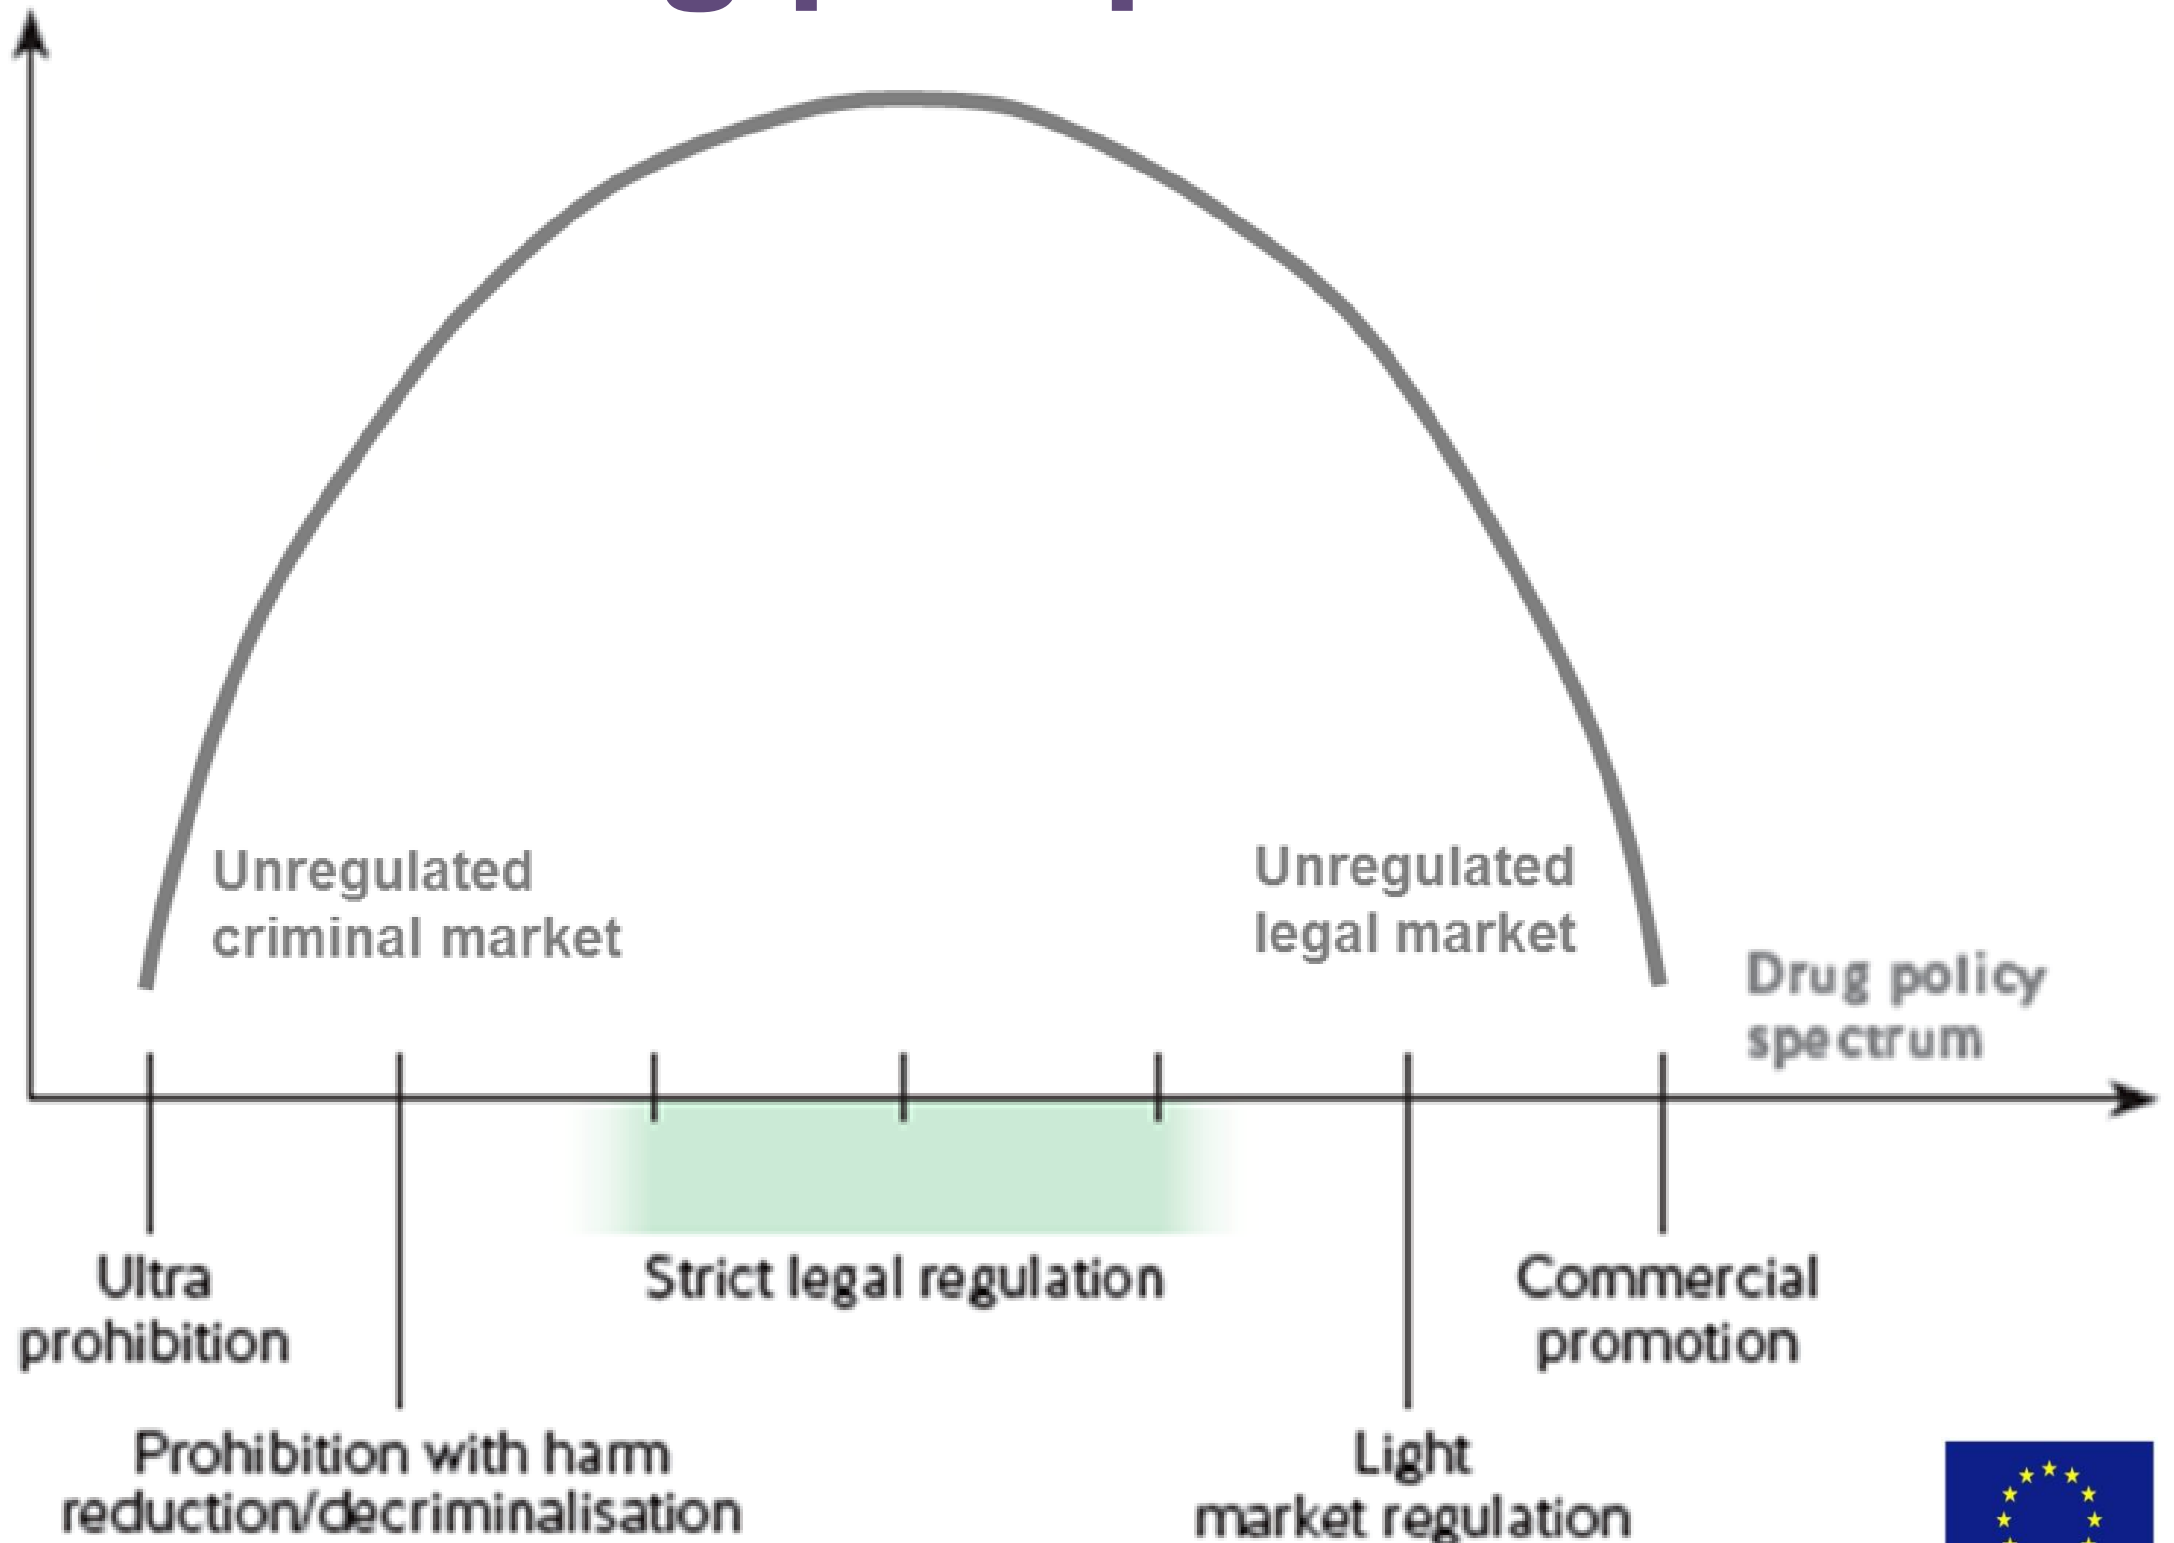 Unregulated
criminal market
Unregulated
legal market
Drug policy
spectrum
Ultra
prohibition
Strict legal regulation
Commercial
promotion
Prohibition with harm
reduction/decriminalisation
Light
market regulation